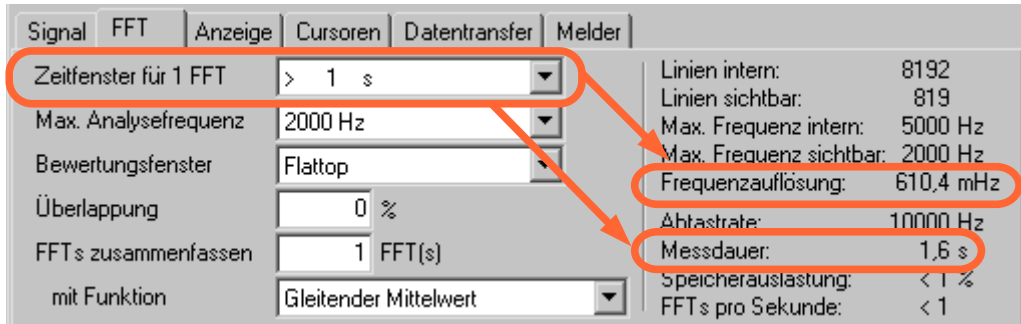 Signal FFT Anzeige Cursoren Datentransfer Melder
Zeitfenster für 1 FFT > 1 s
Max. Analysefrequenz 2000 Hz
Bewertungsfenster Flattop
Überlappung 0 %
FFTs zusammenfassen 1 FFT(s)
mit Funktion Gleitender Mittelwert
Linien intern: 8192
Linien sichtbar: 819
Max. Frequenz intern: 5000 Hz
Max. Frequenz sichtbar: 2000 Hz
Frequenzauflösung: 610,4 mHz
Abtastrate: 10000 Hz
Messdauer: 1,6 s
Speicherauslastung: < 1 %
FFTs pro Sekunde: < 1